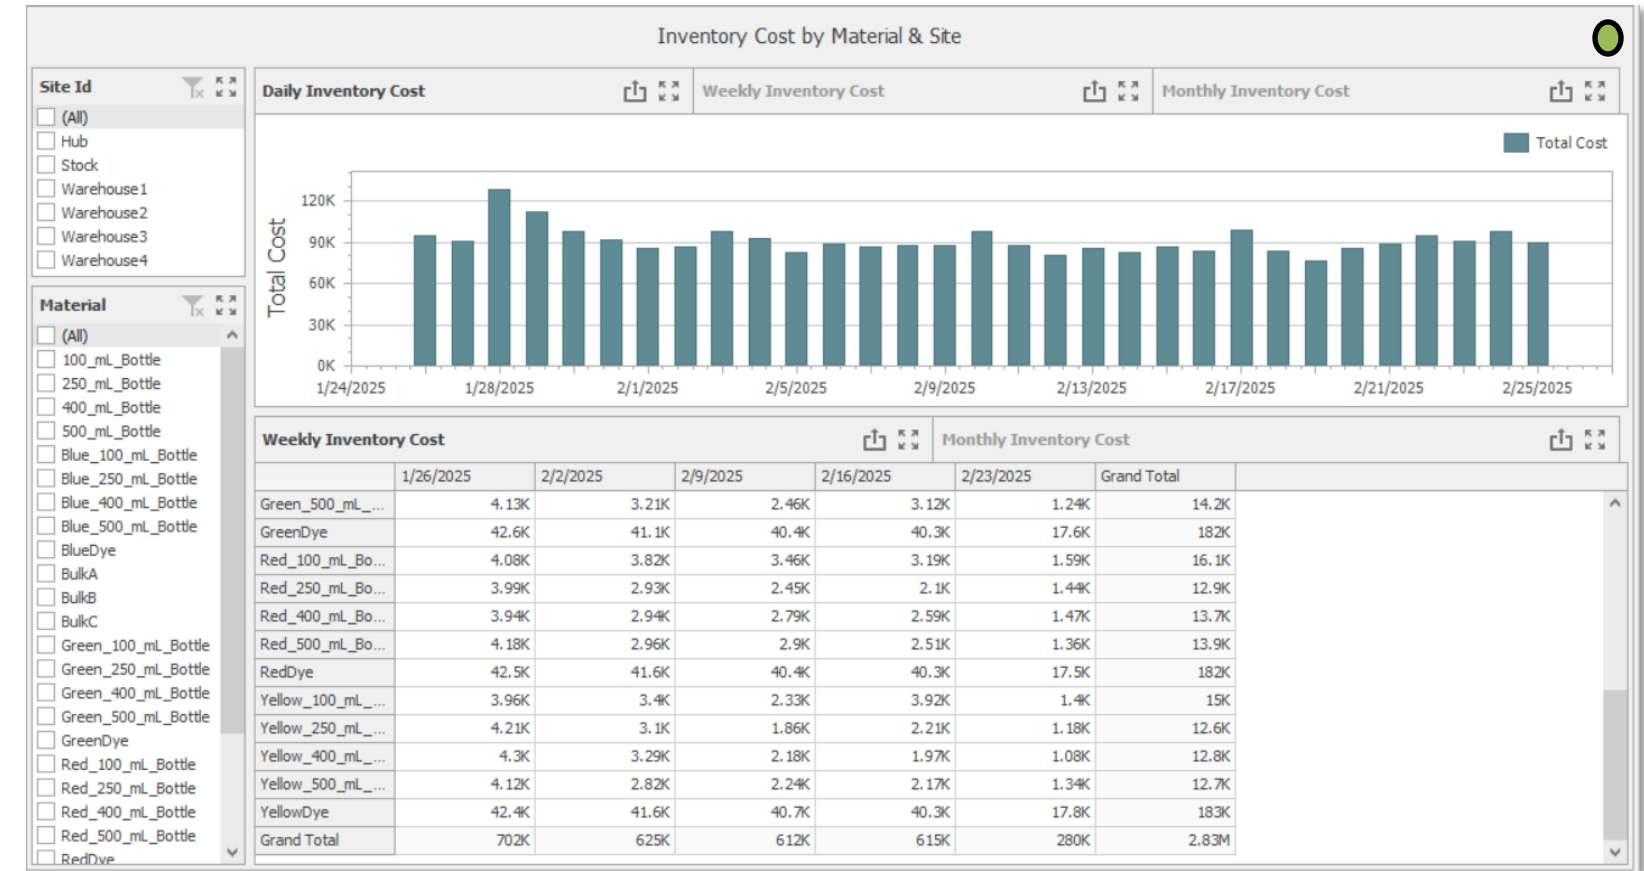 Inventory Cost by Material & Site
Site Id
(All)
Hub
Stock
Warehouse1
Warehouse2
Warehouse3
Warehouse4
Material
(All)
100_mL_Bottle
250_mL_Bottle
400_mL_Bottle
500_mL_Bottle
Blue_100_mL_Bottle
Blue_250_mL_Bottle
Blue_400_mL_Bottle
Blue_500_mL_Bottle
BlueDye
BulkA
BulkB
BulkC
Green_100_mL_Bottle
Green_250_mL_Bottle
Green_400_mL_Bottle
Green_500_mL_Bottle
GreenDye
Red_100_mL_Bottle
Red_250_mL_Bottle
Red_400_mL_Bottle
Red_500_mL_Bottle
RedDye
Daily Inventory Cost Weekly Inventory Cost Monthly Inventory Cost
Total Cost
Total Cost
120K
90K
60K
30K
0K
1/24/2025 1/28/2025 2/1/2025 2/5/2025 2/9/2025 2/13/2025 2/17/2025 2/21/2025 2/25/2025
Weekly Inventory Cost Monthly Inventory Cost
1/26/2025 2/2/2025 2/9/2025 2/16/2025 2/23/2025 Grand Total
Green_500_mL_... 4.13K 3.21K 2.46K 3.12K 1.24K 14.2K
GreenDye 42.6K 41.1K 40.4K 40.3K 17.6K 182K
Red_100_mL_Bo... 4.08K 3.82K 3.46K 3.19K 1.59K 16.1K
Red_250_mL_Bo... 3.99K 2.93K 2.45K 2.1K 1.44K 12.9K
Red_400_mL_Bo... 3.94K 2.94K 2.79K 2.59K 1.47K 13.7K
Red_500_mL_Bo... 4.18K 2.96K 2.9K 2.51K 1.36K 13.9K
RedDye 42.5K 41.6K 40.4K 40.3K 17.5K 182K
Yellow_100_mL_... 3.96K 3.4K 2.33K 3.92K 1.4K 15K
Yellow_250_mL_... 4.21K 3.1K 1.86K 2.21K 1.18K 12.6K
Yellow_400_mL_... 4.3K 3.29K 2.18K 1.97K 1.08K 12.8K
Yellow_500_mL_... 4.12K 2.82K 2.24K 2.17K 1.34K 12.7K
YellowDye 42.4K 41.6K 40.7K 40.3K 17.8K 183K
Grand Total 702K 625K 612K 615K 280K 2.83M